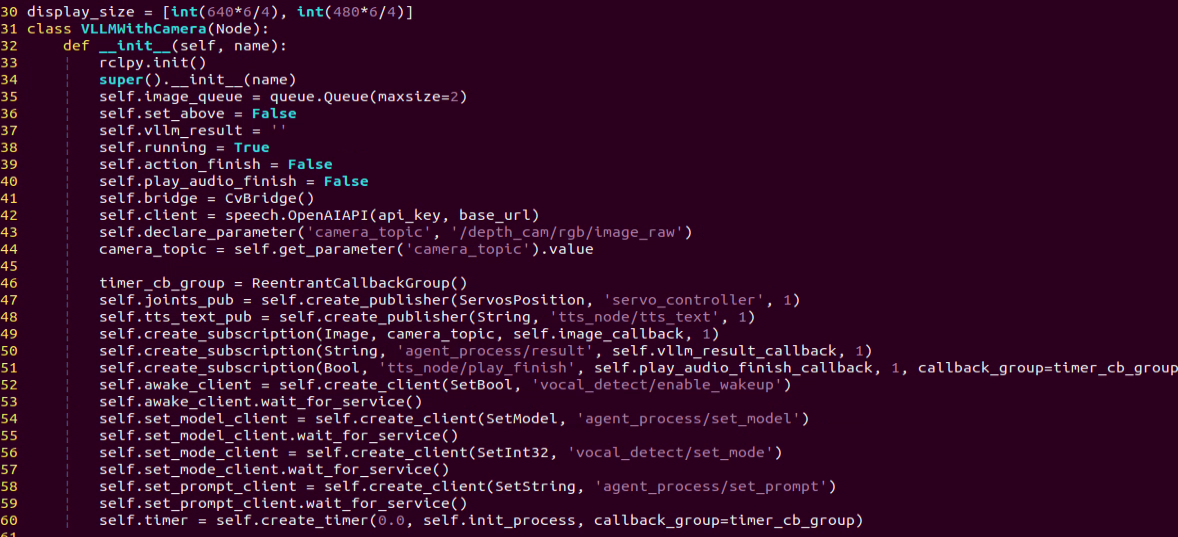 30 display_size = [int(640*6/4), int(480*6/4)]
31 class VLLMWithCamera(Node):
32     def __init__(self, name):
33         rclpy.init()
34         super().__init__(name)
35         self.image_queue = queue.Queue(maxsize=2)
36         self.set_above = False
37         self.vllm_result = ''
38         self.running = True
39         self.action_finish = False
40         self.play_audio_finish = False
41         self.bridge = CvBridge()
42         self.client = speech.OpenAIAPI(api_key, base_url)
43         self.declare_parameter('camera_topic', '/depth_cam/rgb/image_raw')
44         camera_topic = self.get_parameter('camera_topic').value
45
46         timer_cb_group = ReentrantCallbackGroup()
47         self.joints_pub = self.create_publisher(ServosPosition, 'servo_controller', 1)
48         self.tts_text_pub = self.create_publisher(String, 'tts_node/tts_text', 1)
49         self.create_subscription(Image, camera_topic, self.image_callback, 1)
50         self.create_subscription(String, 'agent_process/result', self.vllm_result_callback, 1)
51         self.create_subscription(Bool, 'tts_node/play_finish', self.play_audio_finish_callback, 1, callback_group=timer_cb_group
52         self.awake_client = self.create_client(SetBool, 'vocal_detect/enable_wakeup')
53         self.awake_client.wait_for_service()
54         self.set_model_client = self.create_client(SetModel, 'agent_process/set_model')
55         self.set_model_client.wait_for_service()
56         self.set_mode_client = self.create_client(SetInt32, 'vocal_detect/set_mode')
57         self.set_mode_client.wait_for_service()
58         self.set_prompt_client = self.create_client(SetString, 'agent_process/set_prompt')
59         self.set_prompt_client.wait_for_service()
60         self.timer = self.create_timer(0.0, self.init_process, callback_group=timer_cb_group)
61